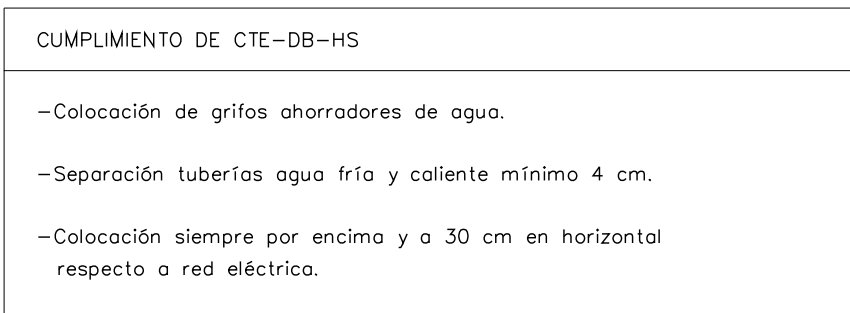 CUMPLIMIENTO DE CTE-DB-HS
-Colocación de grifos ahorradores de agua.
-Separación tuberías agua fría y caliente mínimo 4 cm.
-Colocación siempre por encima y a 30 cm en horizontal
respecto a red eléctrica.